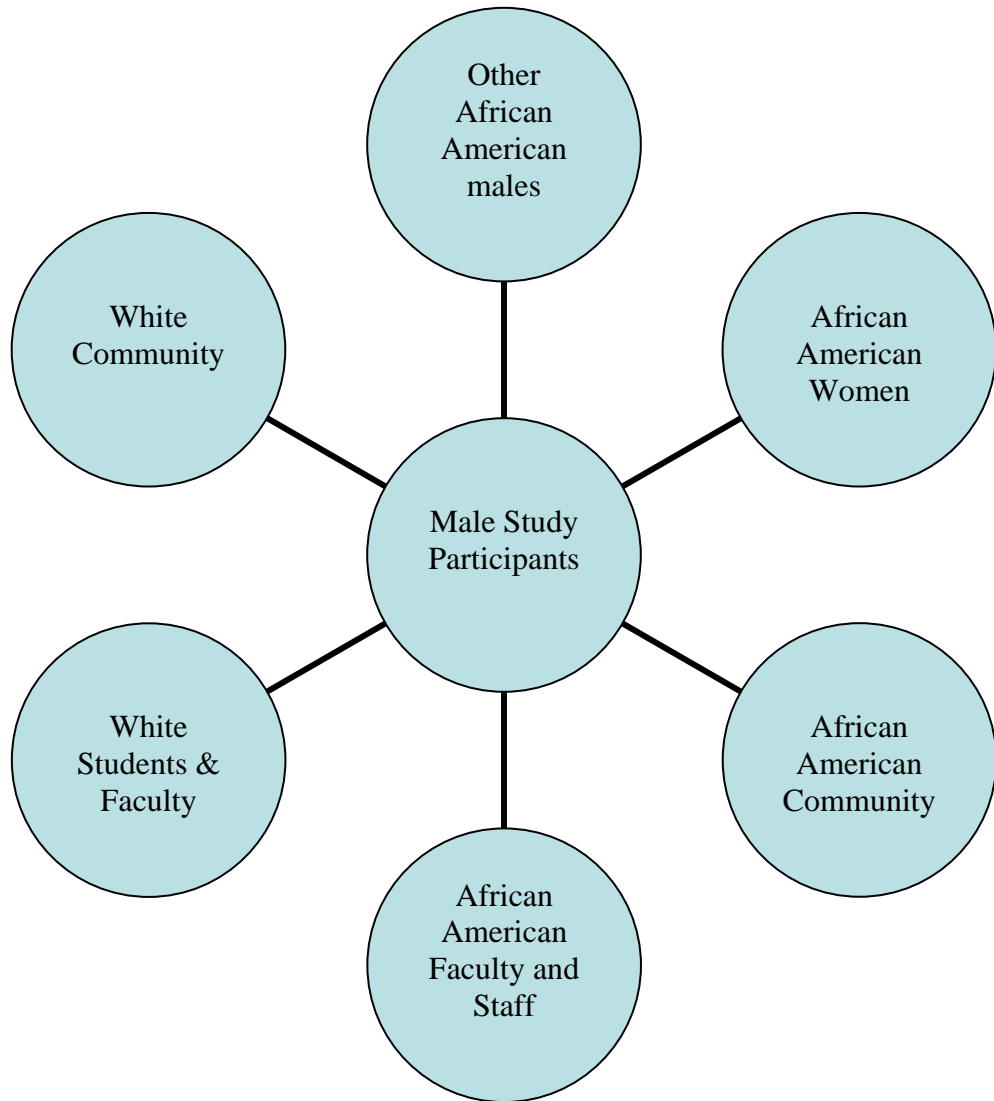 Other
African
American
males
White
Community
African
American
Women
Male Study
Participants
White
Students &
Faculty
African
American
Community
African
American
Faculty and
Staff